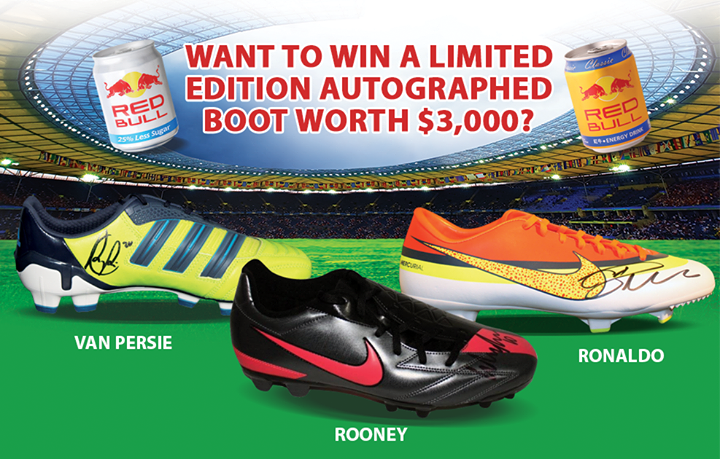 WANT TO WIN A LIMITED
EDITION AUTOGRAPHED
BOOT WORTH $3,000?
RED
BULL
25% Less Sugar
Classic
RED
BULL
ENERGY DRINK
MERCURIAL
VAN PERSIE
RONALDO
ROONEY